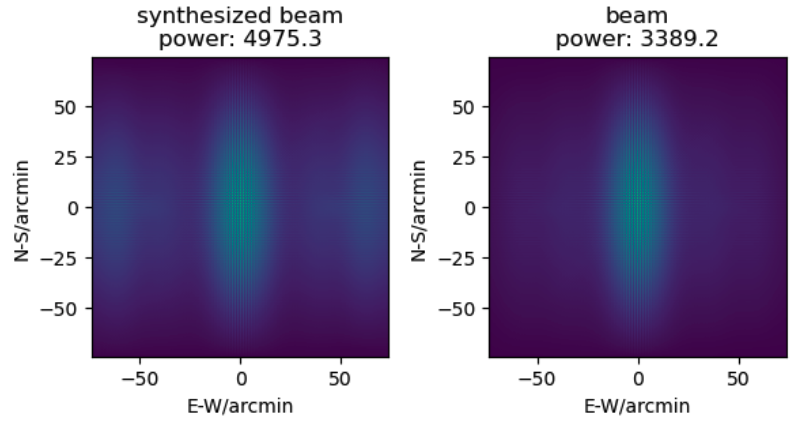 synthesized beam
power: 4975.3
N-S/arcmin
50
25
0
−25
−50
−50 0 50
E-W/arcmin
beam
power: 3389.2
N-S/arcmin
50
25
0
−25
−50
−50 0 50
E-W/arcmin